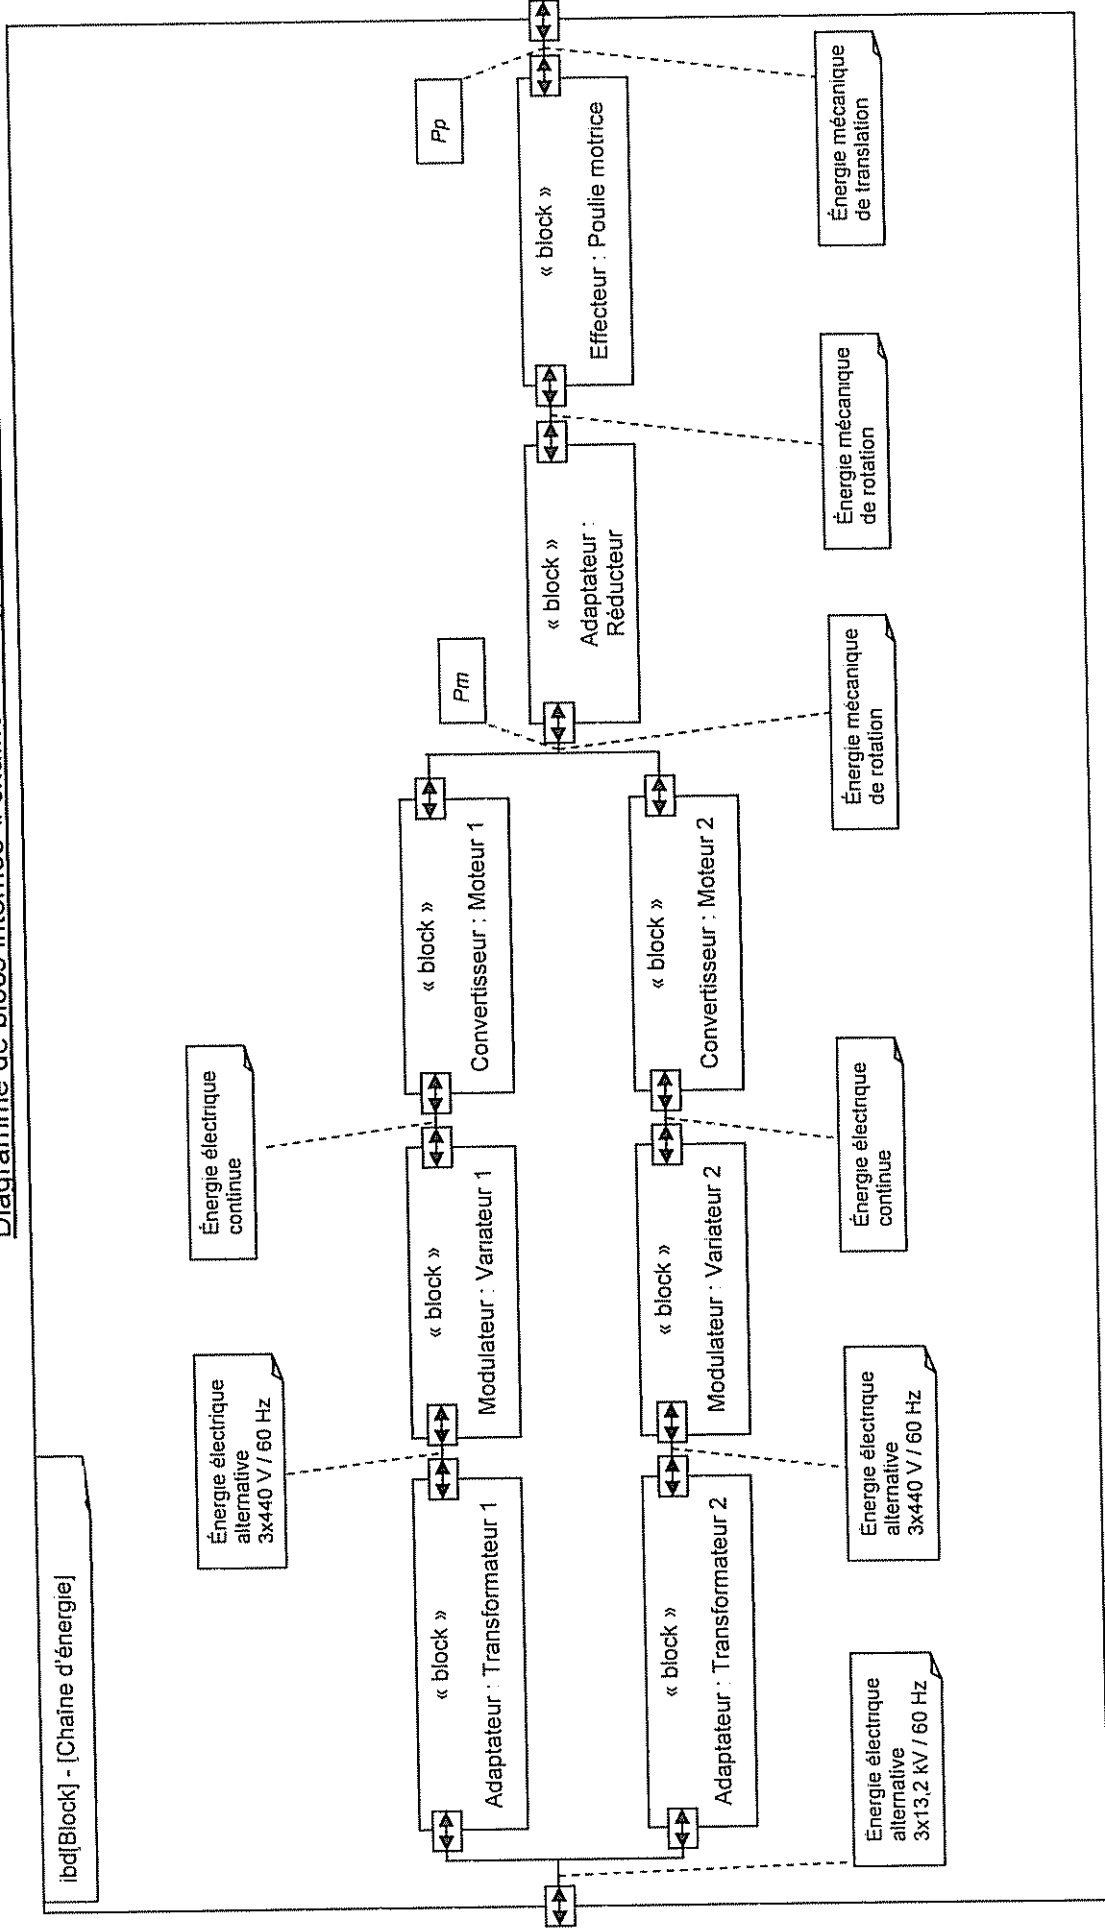 Diagramme de blocs internes
ibd[Block] - [Chaine d'énergie]
Énergie électrique
alternative
3x440 V / 60 Hz
Énergie électrique
continue
« block »
Adaptateur : Transformateur 1
« block »
Modulateur : Variateur 1
« block »
Convertisseur : Moteur 1
Pm
Pp
« block »
Adaptateur :
Réducteur
« block »
Effecteur : Poulie motrice
« block »
Adaptateur : Transformateur 2
« block »
Modulateur : Variateur 2
« block »
Convertisseur : Moteur 2
Énergie électrique
alternative
3x13,2 kV / 60 Hz
Énergie électrique
alternative
3x440 V / 60 Hz
Énergie électrique
continue
Énergie mécanique
de rotation
Énergie mécanique
de rotation
Énergie mécanique
de translation